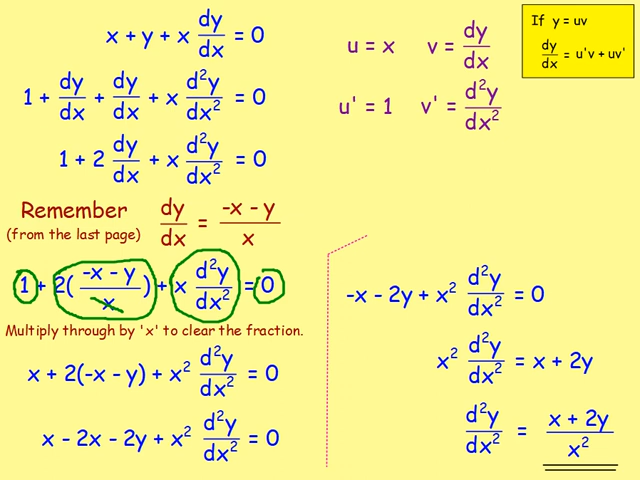 x + y + x dy/dx = 0
1 + dy/dx + dy/dx + x d²y/dx² = 0
1 + 2 dy/dx + x d²y/dx² = 0
Remember
(from the last page)
dy/dx = -x - y/x
1 + 2( -x - y/x ) + x d²y/dx² = 0
Multiply through by 'x' to clear the fraction.
x + 2(-x - y) + x² d²y/dx² = 0
x - 2x - 2y + x² d²y/dx² = 0
u = x v = dy/dx
u' = 1 v' = d²y/dx²
If y = uv
dy/dx = u'v + uv'
-x - 2y + x² d²y/dx² = 0
x² d²y/dx² = x + 2y
d²y/dx² = x + 2y/x²